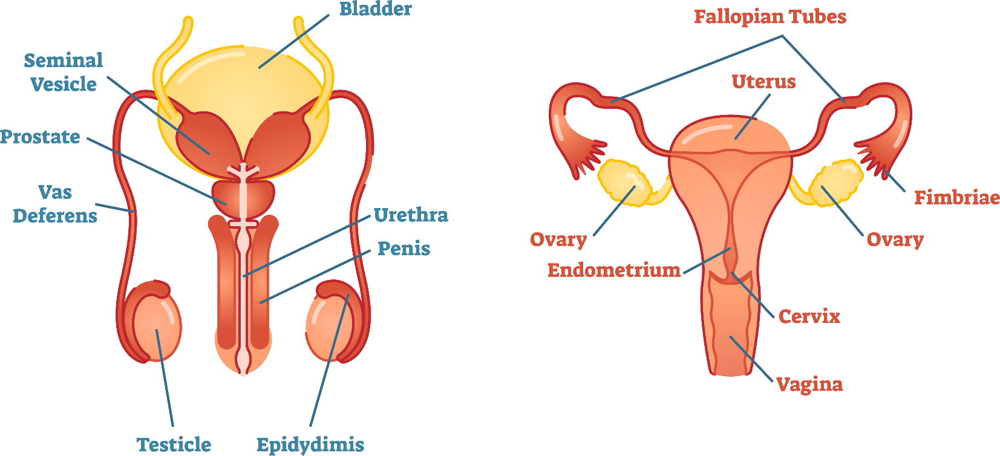 Bladder
Seminal
Vesicle
Prostate
Vas
Deferens
Urethra
Penis
Testicle
Epidydimis
Fallopian Tubes
Uterus
Fimbriae
Ovary
Ovary
Endometrium
Cervix
Vagina